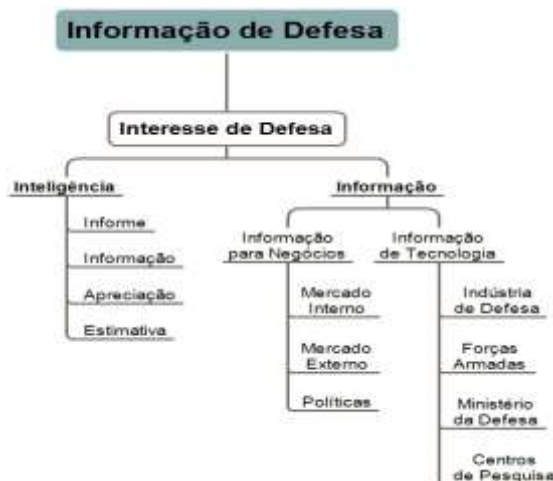 Informação de Defesa
Interesse de Defesa
Inteligência
Informe
Informação
Apreciação
Estimativa
Informação
Informação
para Negócios
Mercado
Interno
Mercado
Externo
Políticas
Informação
de Tecnologia
Indústria
de Defesa
Forças
Armadas
Ministério
da Defesa
Centros
de Pesquisa